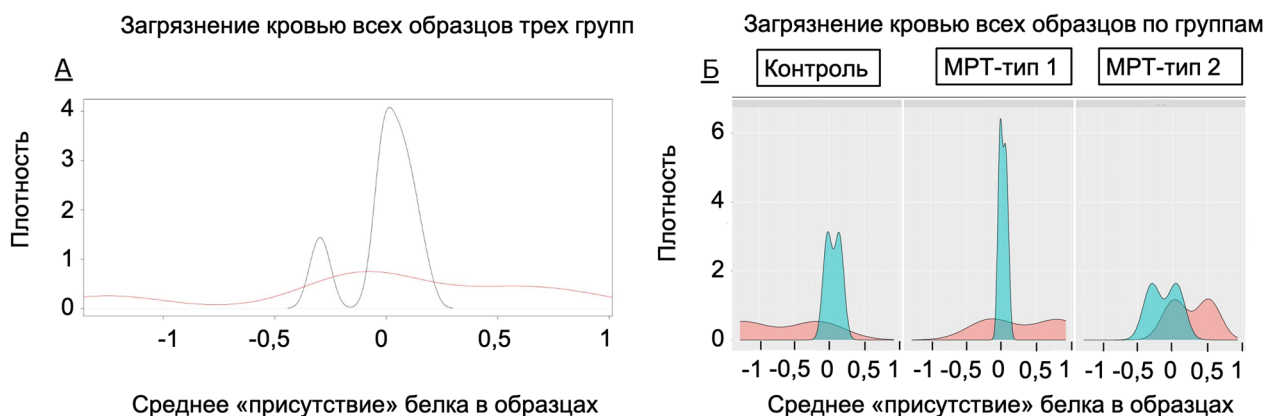 Загрязнение кровью всех образцов трех групп
А
Плотность
4
3
2
1
0
-1
-0,5
0
0,5
1
Среднее «присутствие» белка в образцах
Загрязнение кровью всех образцов по группам
Б
Контроль
МРТ-тип 1
МРТ-тип 2
Плотность
6
4
2
0
-1 -0,5 0 0,5 1
-1 -0,5 0 0,5 1
-1 -0,5 0 0,5 1
Среднее «присутствие» белка в образцах